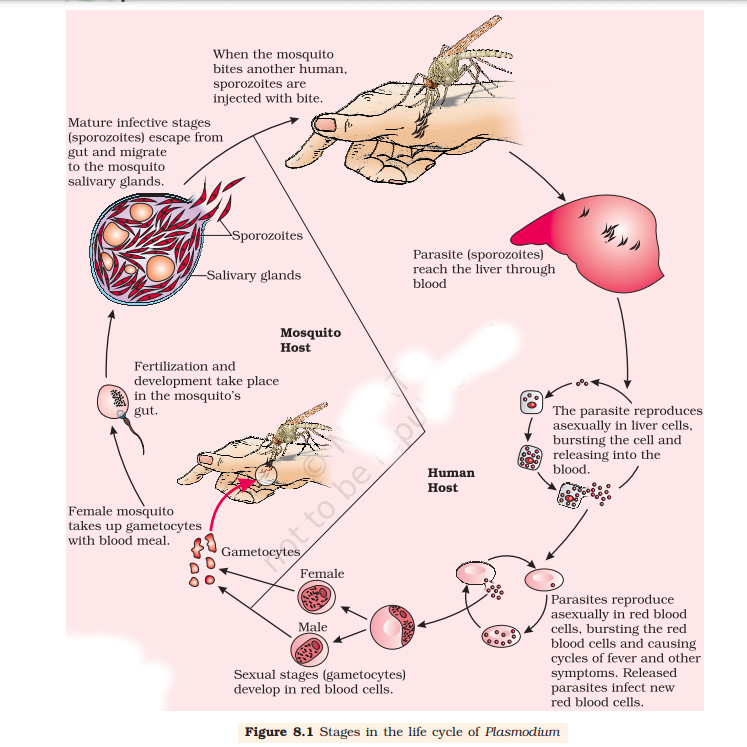 When the mosquito
bites another human,
sporozoites are
injected with bite.
Mature infective stages
(sporozoites) escape from
gut and migrate
to the mosquito
salivary glands.
Sporozoites
Salivary glands
Parasite (sporozoites)
reach the liver through
blood
Mosquito
Host
Fertilization and
development take place
in the mosquito's
gut.
The parasite reproduces
asexually in liver cells,
bursting the cell and
releasing into the
blood.
Human
Host
Female mosquito
takes up gametocytes
with blood meal.
Gametocytes
Female
Male
Sexual stages (gametocytes)
develop in red blood cells.
Parasites reproduce
asexually in red blood
cells, bursting the red
blood cells and causing
cycles of fever and other
symptoms. Released
parasites infect new
red blood cells.
not to be
Figure 8.1 Stages in the life cycle of Plasmodium